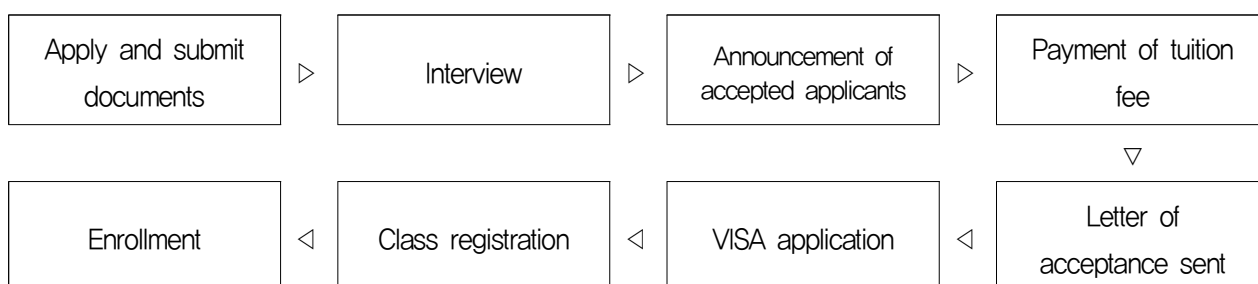 Apply and submit
documents
▷
Interview
▷
Announcement of
accepted applicants
▷
Payment of tuition
fee
▽
Letter of
acceptance sent
◁
VISA application
◁
Class registration
◁
Enrollment